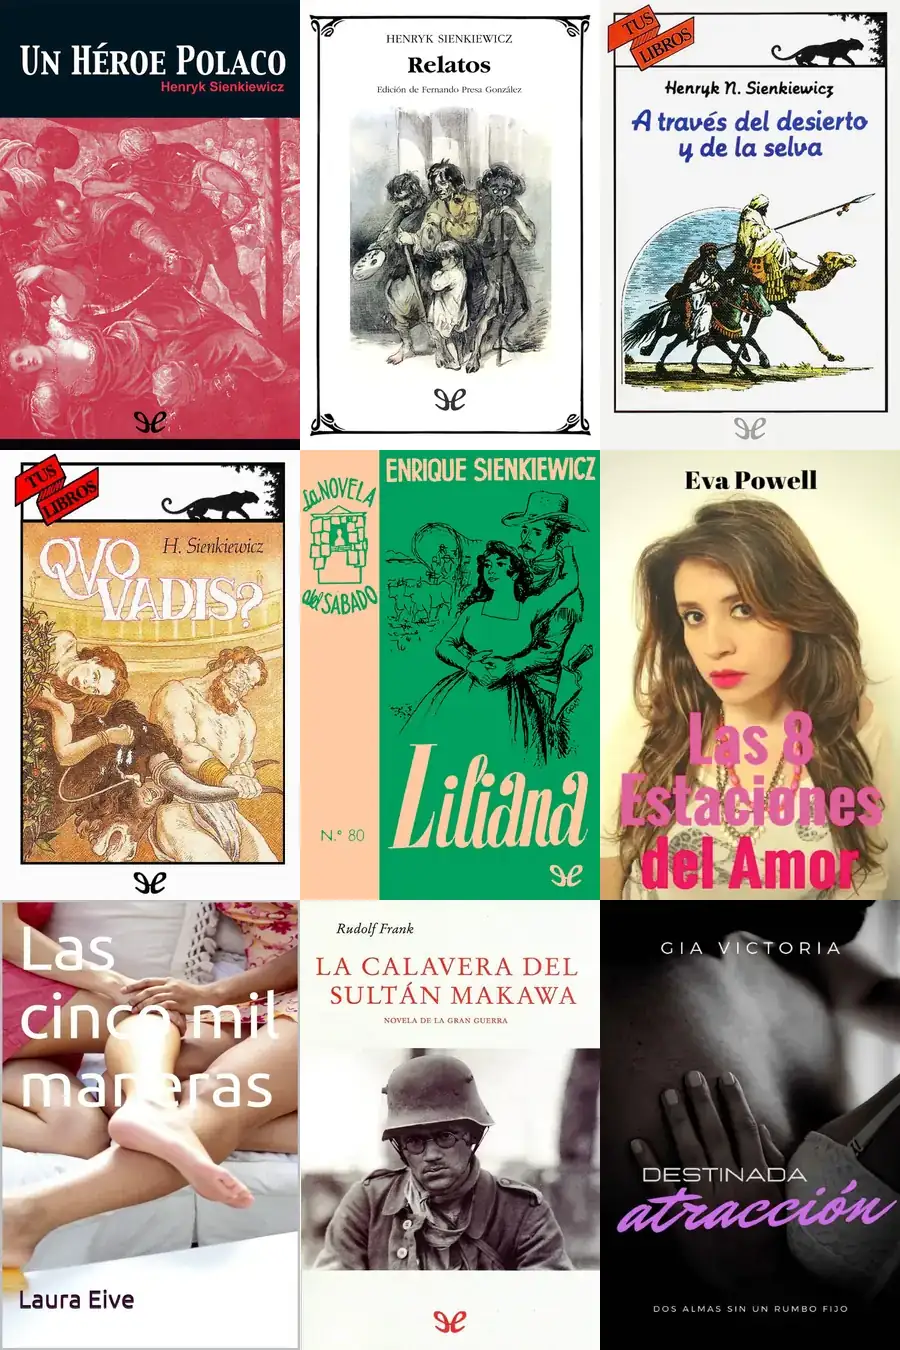 UN HÉROE POLACO
Henryk Sienkiewicz
HENRYK SIENKIEWICZ
Relatos
Edición de Fernando Presa González
TUS
LIBROS
Henryk N. Sienkiewicz
A través del desierto
y de la selva
TUS
LIBROS
H. Sienkiewicz
QVO
VADIS?
La NOVELA
del SÁBADO
N.º 80
ENRIQUE SIENKIEWICZ
Liliana
Eva Powell
Las 8
Estaciones
del Amor
Las
cinco mil
maneras
Laura Eive
Rudolf Frank
LA CALAVERA DEL
SULTÁN MAKAWA
NOVELA DE LA GRAN GUERRA
GIA VICTORIA
DESTINADA
atracción
DOS ALMAS SIN UN RUMBO FIJO